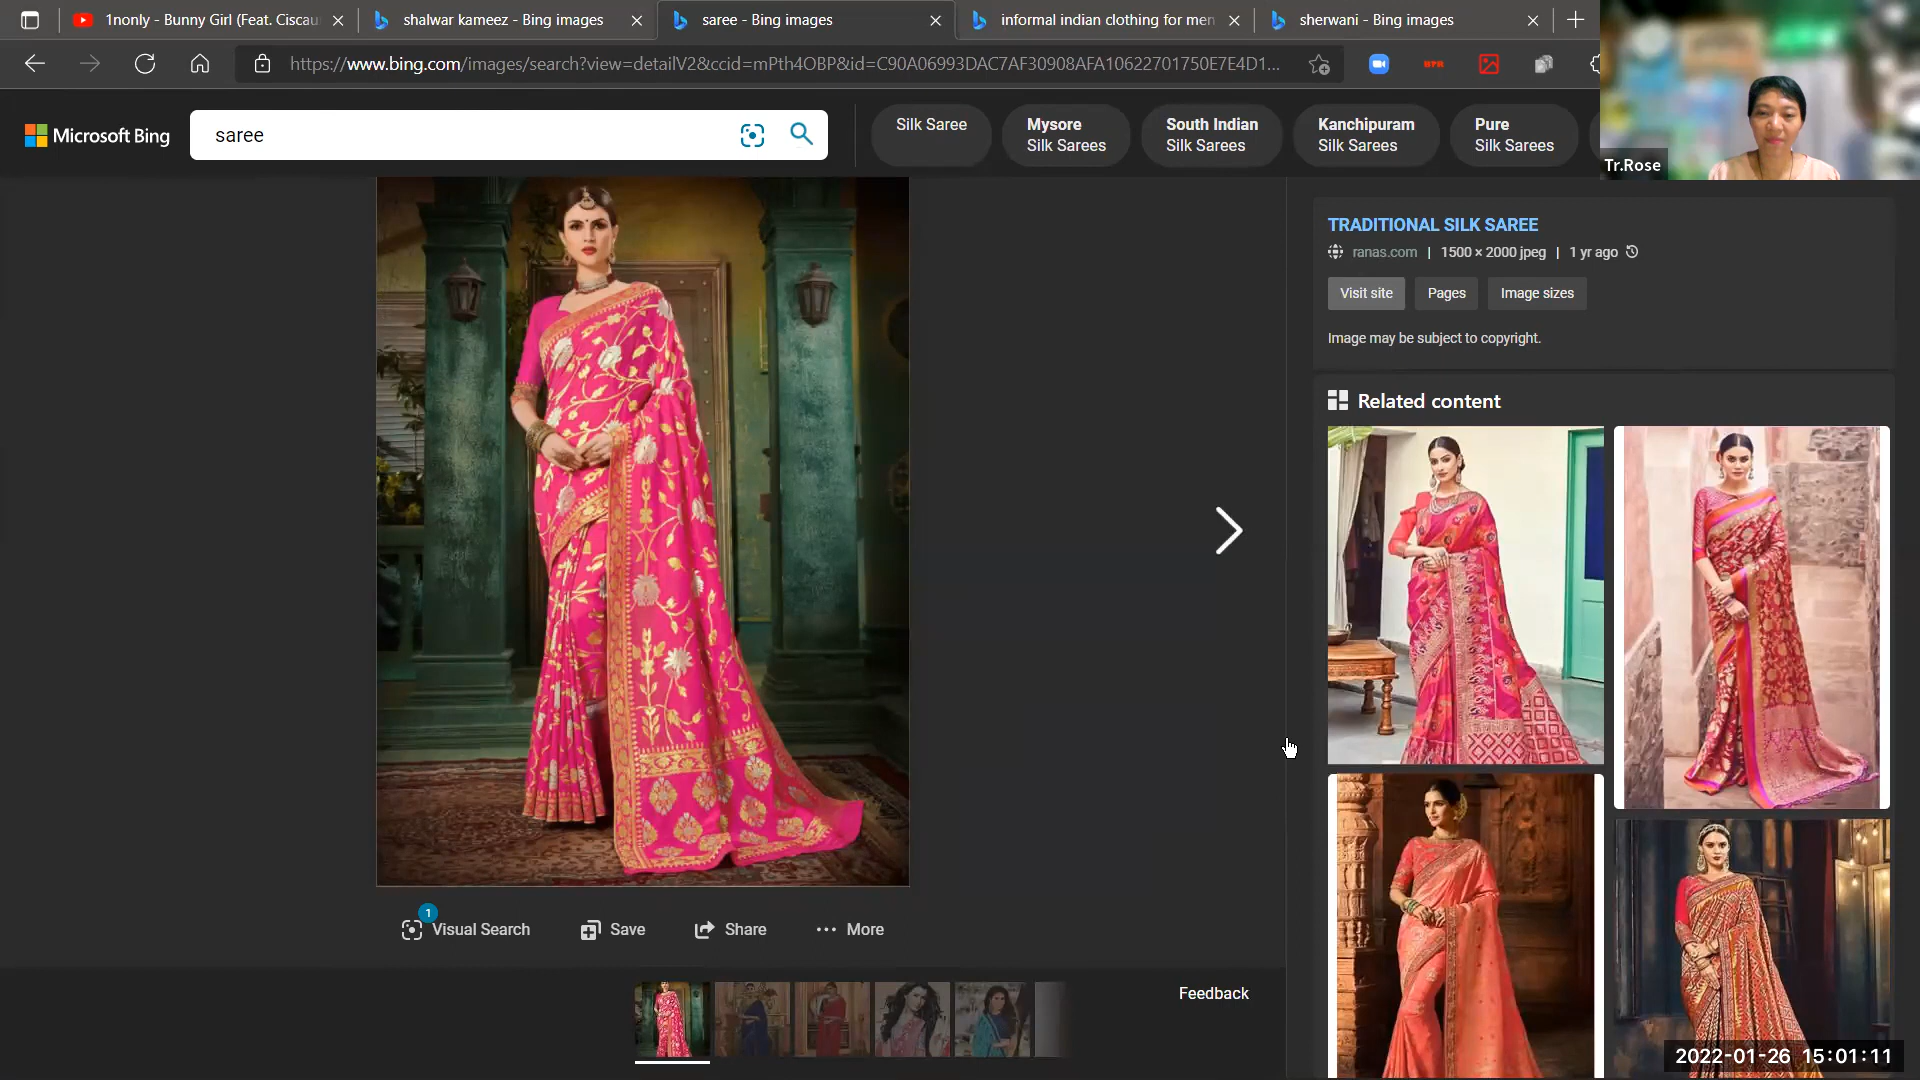 1nonly - Bunny Girl (Feat. Ciscau
shalwar kameez - Bing images
saree - Bing images
informal indian clothing for men
sherwani - Bing images
https://www.bing.com/images/search?view=detailV2&ccid=mPth4OBP&id=C90A06993DAC7AF30908AFA10622701750E7E4D1...
UPR
Microsoft Bing
saree
Silk Saree
Mysore
Silk Sarees
South Indian
Silk Sarees
Kanchipuram
Silk Sarees
Pure
Silk Sarees
Tr.Rose
TRADITIONAL SILK SAREE
ranas.com | 1500 × 2000 jpeg | 1 yr ago
Visit site
Pages
Image sizes
Image may be subject to copyright.
Related content
1
Visual Search
Save
Share
More
Feedback
2022-01-26 15:01:11